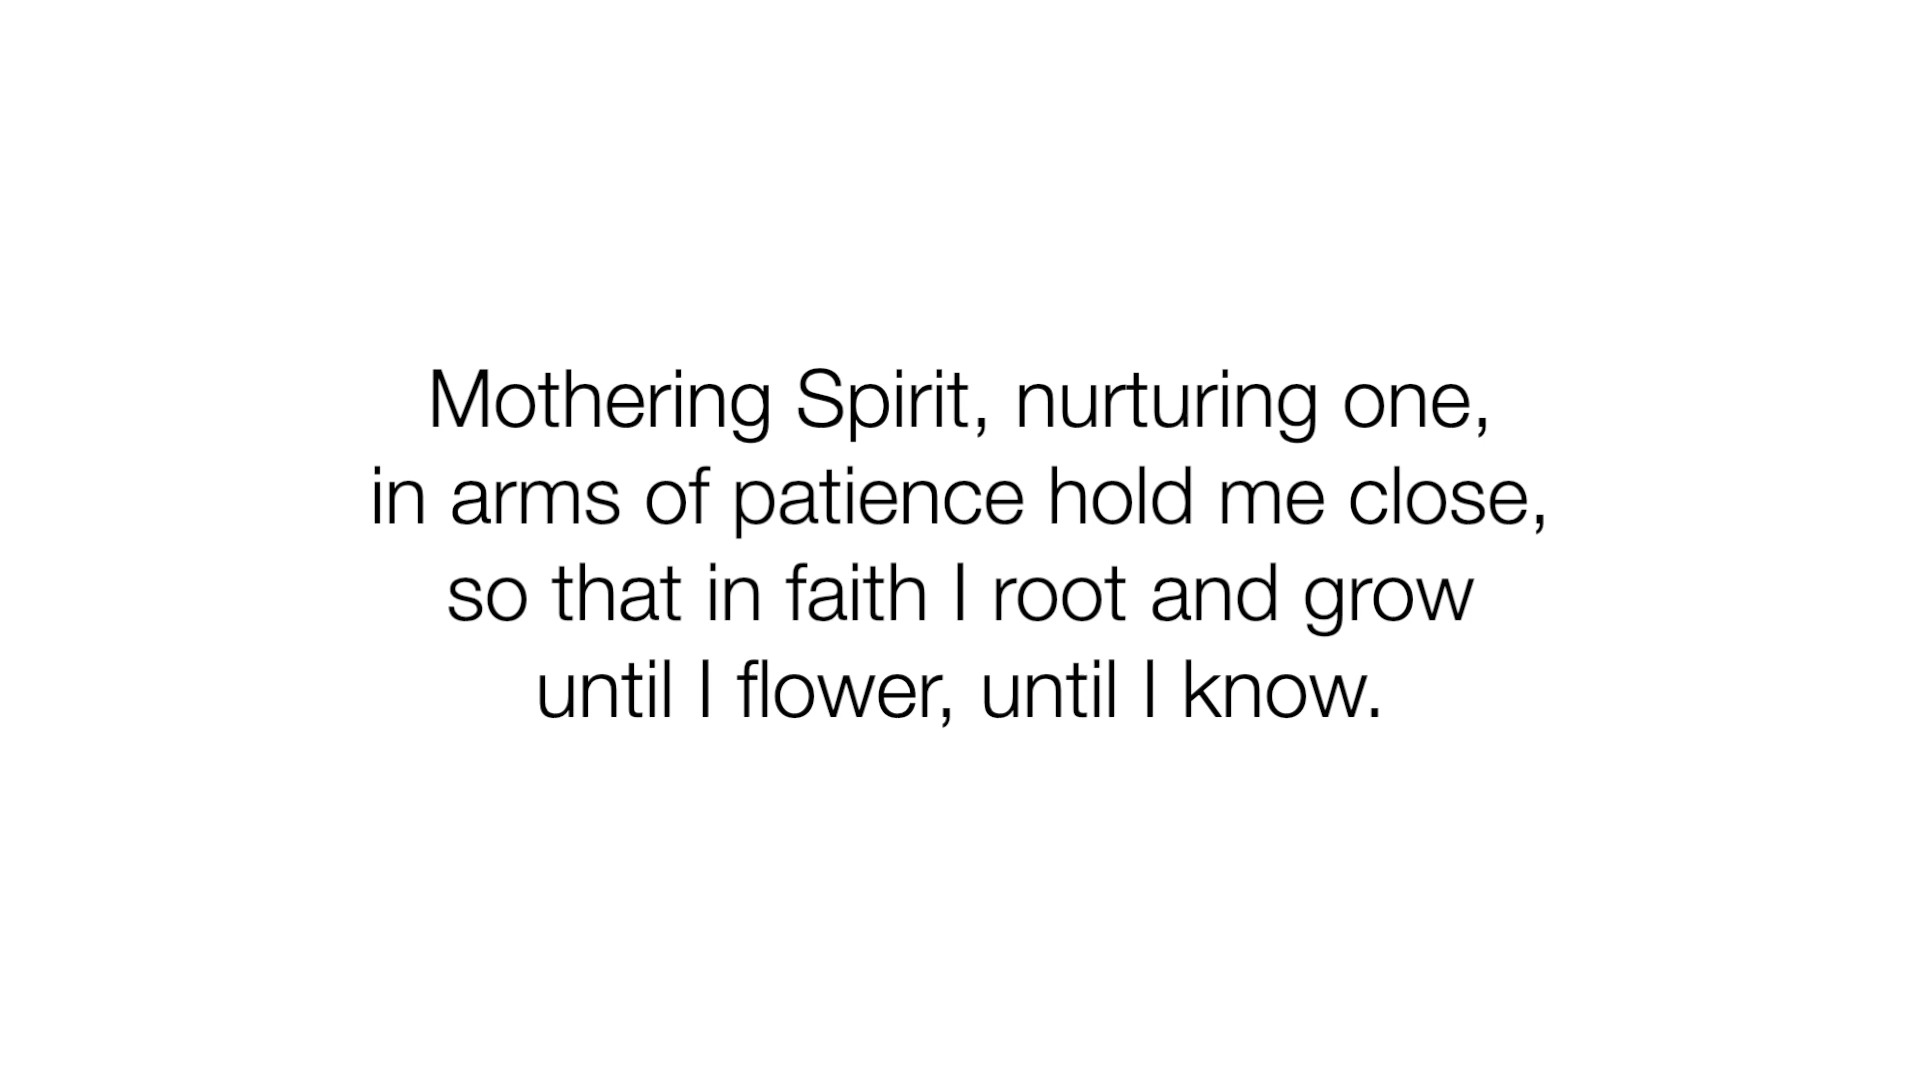 Mothering Spirit, nurturing one,
in arms of patience hold me close,
so that in faith I root and grow
until I flower, until I know.